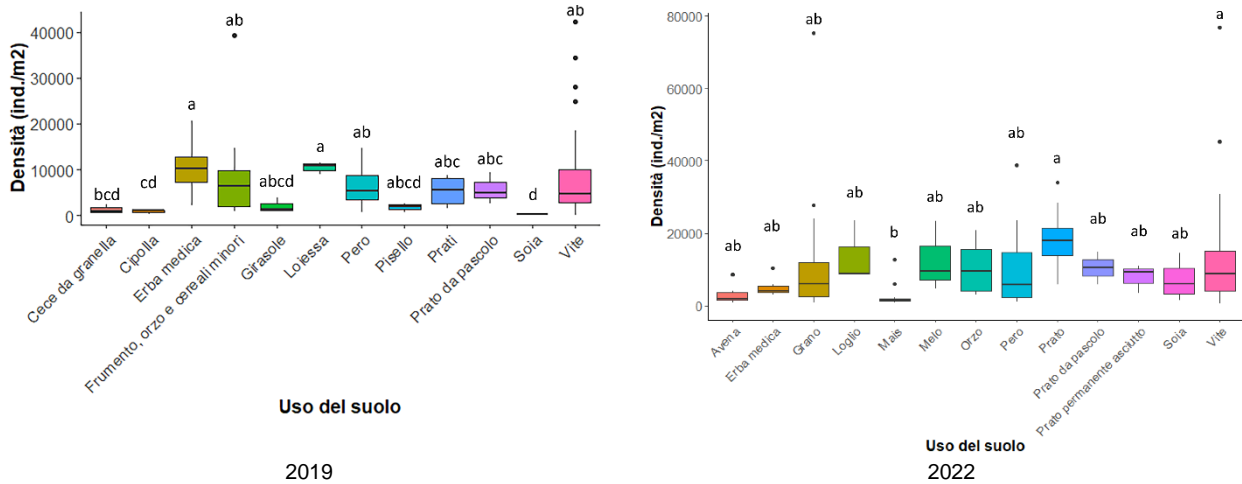 Densità (ind./m2)
40000
30000
20000
10000
0
bcd
cd
a
ab
abcd
a
ab
abcd
abc
abc
d
ab
Cece da granella
Cipolla
Erba medica
Frumento, orzo e cereali minori
Girasole
Loiessa
Pero
Pisello
Prati
Prato da pascolo
Soia
Vite
Uso del suolo
2019
Densità (ind./m2)
80000
60000
40000
20000
0
ab
ab
ab
ab
b
ab
ab
ab
a
ab
ab
ab
a
Avena
Erba medica
Grano
Loglio
Mais
Melo
Orzo
Pero
Prato
Prato da pascolo
Prato permanente asciutto
Soia
Vite
Uso del suolo
2022